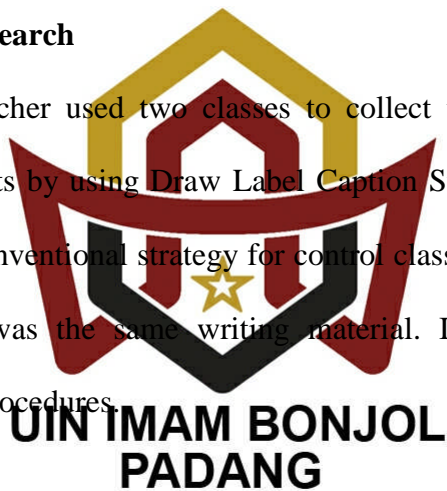 earch
cher used two classes to collect
ts by using Draw Label Caption S
nventional strategy for control class
was the same writing material.
ocedures.
UIN IMAM BONJOL
PADANG